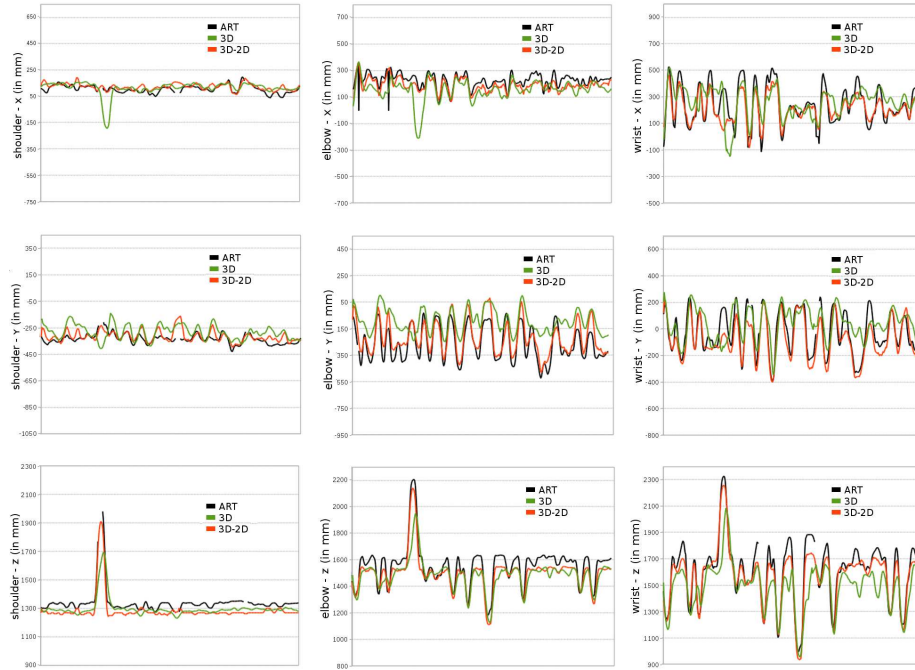 shoulder - X (in mm)
750
650
450
250
50
150
350
-550
-750
ART
3D
3D-2D
elbow - X (in mm)
700
500
300
100
-100
-300
-500
-700
ART
3D
3D-2D
wrist - X (in mm)
900
700
500
300
100
-100
-300
-500
ART
3D
3D-2D
shoulder - Y (in mm)
350
150
-50
-250
-450
-650
-850
-1050
ART
3D
3D-2D
elbow - Y (in mm)
450
250
50
150
350
550
-750
-950
ART
3D
3D-2D
wrist - Y (in mm)
600
400
200
0
-200
-400
-600
-800
ART
3D
3D-2D
shoulder - z (in mm)
2300
2100
1900
1700
1500
1300
1100
900
ART
3D
3D-2D
elbow - z (in mm)
2200
2000
1800
1600
1400
1200
1000
800
ART
3D
3D-2D
wrist - z (in mm)
2300
2100
1900
1700
1500
1300
1100
900
ART
3D
3D-2D